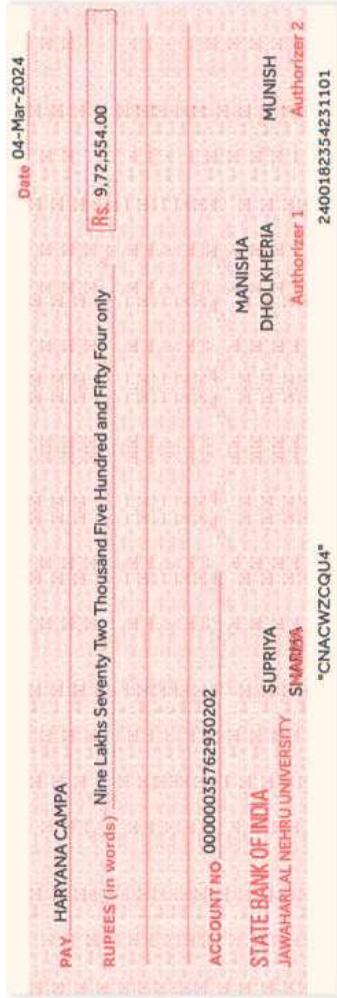 Date 04-Mar-2024
PAY HARYANA CAMPA
RUPEES (in words) Nine Lakhs Seventy Two Thousand Five Hundred and Fifty Four only Rs. 9,72,554.00
ACCOUNT NO 00000035762930202
STATE BANK OF INDIA
JAWAHARLAL NEHRU UNIVERSITY
SUPRIYA
SHARMA
MANISHA
DHOLKHERIA
Authorizer 1
MUNISH
Authorizer 2
"CNACWZCQU4" 2400182354231101